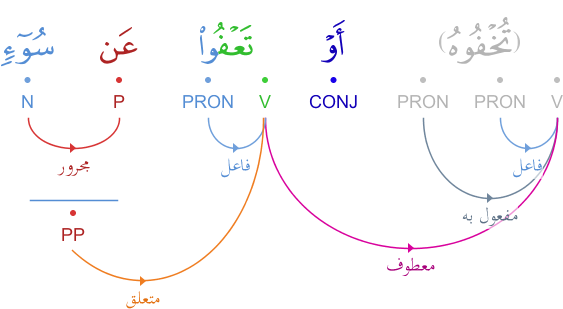 (تُخْفُوهُ) أَوْ تَعْفُوا۟ عَن سُوٓءٍ
PRON PRON V CONJ PRON V P N
فاعل فاعل مجرور
مفعول به
PP
معطوف
متعلق